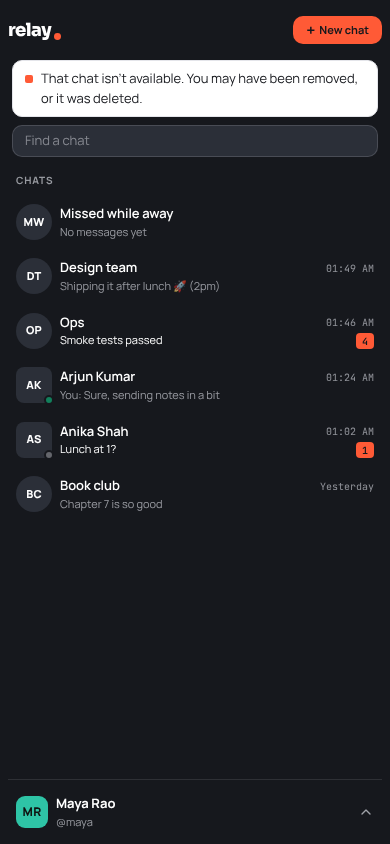 relay
+ New chat
That chat isn't available. You may have been removed,
or it was deleted.
Find a chat
CHATS
MW
Missed while away
No messages yet
DT
Design team
01:49 AM
Shipping it after lunch 🚀 (2pm)
OP
Ops
01:46 AM
Smoke tests passed
4
AK
Arjun Kumar
01:24 AM
You: Sure, sending notes in a bit
AS
Anika Shah
01:02 AM
Lunch at 1?
1
BC
Book club
Yesterday
Chapter 7 is so good
MR
Maya Rao
@maya